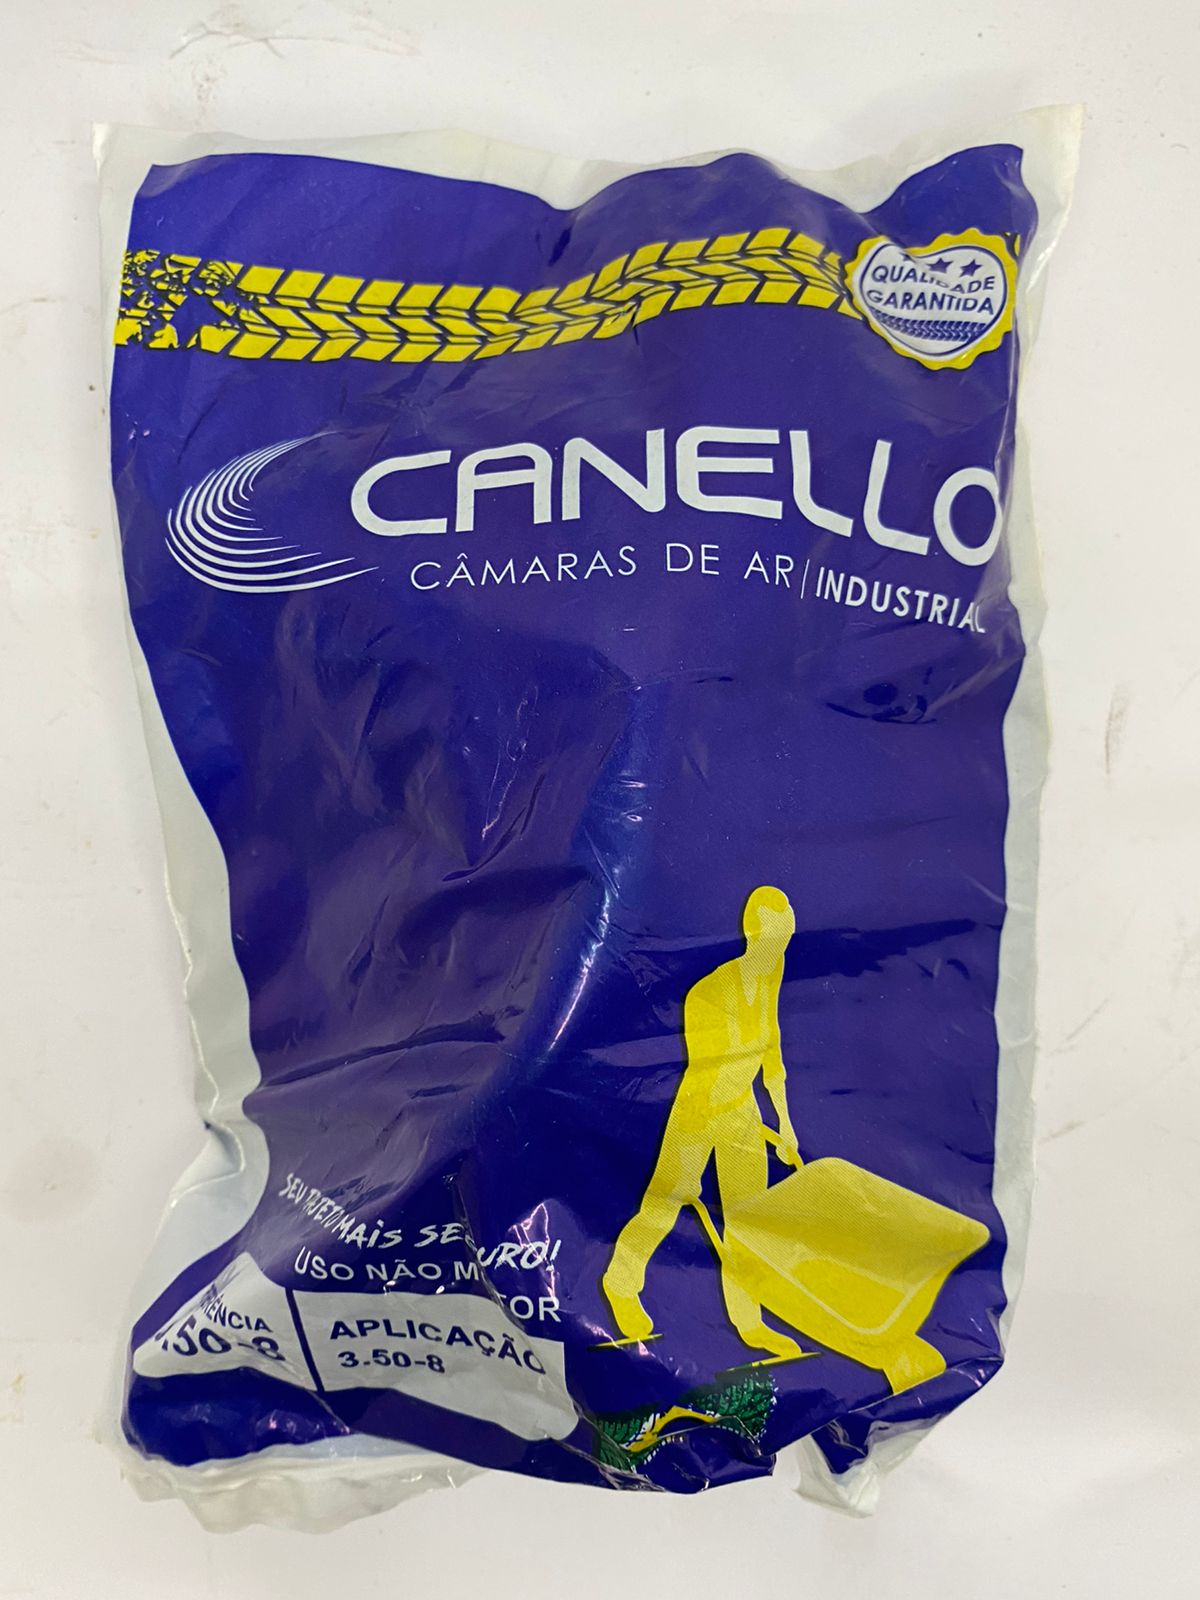 QUALIDADE
GARANTIDA
CANELLO
CÂMARAS DE AR | INDUSTRIAL
SEU TRAJETO MAIS SEGURO!
USO NÃO MOTOR
APLICAÇÃO
3.50-8